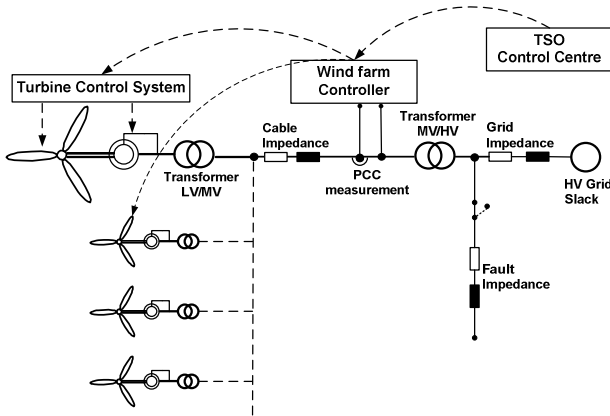 TSO
Control Centre
Wind farm
Controller
Turbine Control System
Transformer
MV/HV
Cable
Impedance
Grid
Impedance
Transformer
LV/MV
PCC
measurement
HV Grid
Slack
Fault
Impedance